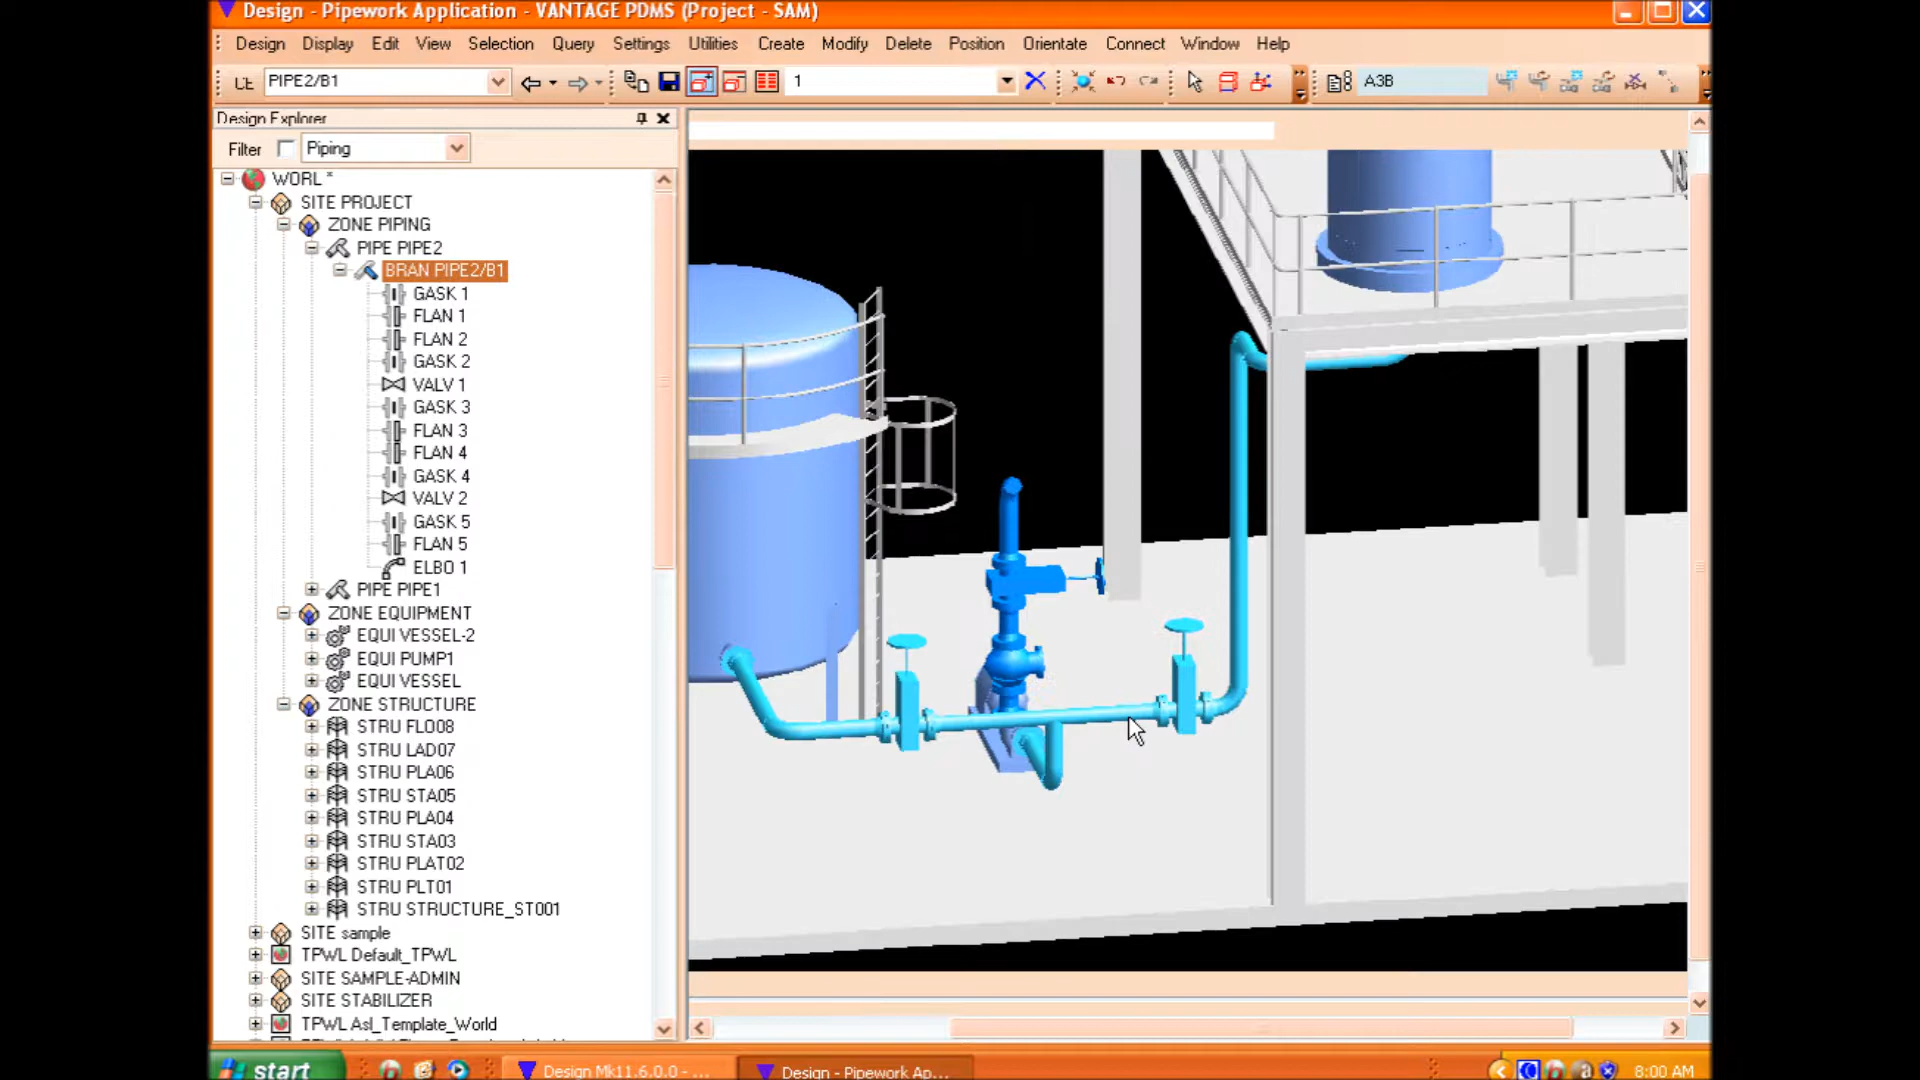 Design - Pipework Application - VANTAGE PDMS (Project - SAM)
Design Display Edit View Selection Query Settings Utilities Create Modify Delete Position Orientate Connect Window Help
CE PIPE2/B1 1 A3B
Design Explorer
Filter Piping
WORL *
SITE PROJECT
ZONE PIPING
PIPE PIPE2
BRAN PIPE2/B1
GASK 1
FLAN 1
FLAN 2
GASK 2
VALV 1
GASK 3
FLAN 3
FLAN 4
GASK 4
VALV 2
GASK 5
FLAN 5
ELBO 1
PIPE PIPE1
ZONE EQUIPMENT
EQUI VESSEL-2
EQUI PUMP1
EQUI VESSEL
ZONE STRUCTURE
STRU FLO08
STRU LAD07
STRU PLA06
STRU STA05
STRU PLA04
STRU STA03
STRU PLAT02
STRU PLT01
STRU STRUCTURE_ST001
SITE sample
TPWL Default_TPWL
SITE SAMPLE-ADMIN
SITE STABILIZER
TPWL Asl_Template_World
start Design Mk11.6.0.0 - ... Design - Pipework Ap... 8:00 AM